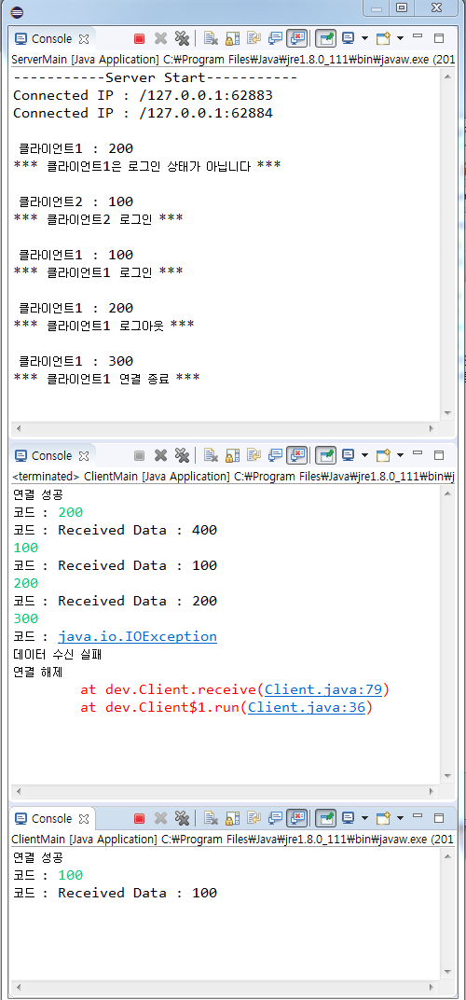 Console
ServerMain [Java Application] C:₩Program Files₩Java₩jre1.8.0_111₩bin₩javaw.exe (201
-----------Server Start-----------
Connected IP : /127.0.0.1:62883
Connected IP : /127.0.0.1:62884
클라이언트1 : 200
*** 클라이언트1은 로그인 상태가 아닙니다 ***
클라이언트2 : 100
*** 클라이언트2 로그인 ***
클라이언트1 : 100
*** 클라이언트1 로그인 ***
클라이언트1 : 200
*** 클라이언트1 로그아웃 ***
클라이언트1 : 300
*** 클라이언트1 연결 종료 ***
Console
<terminated> ClientMain [Java Application] C:₩Program Files₩Java₩jre1.8.0_111₩bin₩j
연결 성공
코드 : 200
코드 : Received Data : 400
100
코드 : Received Data : 100
200
코드 : Received Data : 200
300
코드 : java.io.IOException
데이터 수신 실패
연결 해제
at dev.Client.receive(Client.java:79)
at dev.Client$1.run(Client.java:36)
Console
ClientMain [Java Application] C:₩Program Files₩Java₩jre1.8.0_111₩bin₩javaw.exe (201
연결 성공
코드 : 100
코드 : Received Data : 100